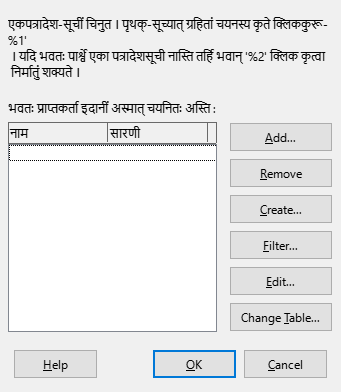 एकपत्रादेश-सूचीं चिनुत । पृथक्-सूच्यात् ग्रहितां चयनस्य कृते क्लिककुरू-
%1'
। यदि भवतः पार्श्वे एका पत्रादेशसूची नास्ति तर्हि भवान् '%2' क्लिक कृत्वा
निर्मातुं शक्यते ।
भवतः प्राप्तकर्ता इदानीं अस्मात् चयनितः अस्ति :
नाम सारणी
Add...
Remove
Create...
Filter...
Edit...
Change Table...
Help OK Cancel